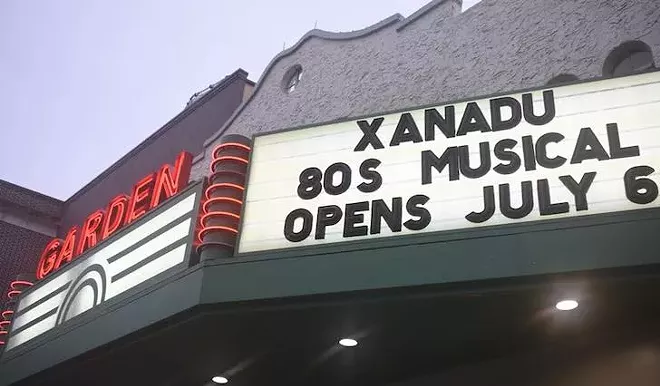 GARDEN
XANADU
80S MUSICAL
OPENS JULY 6